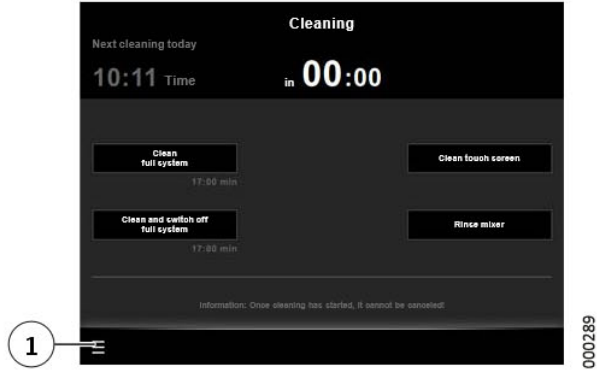 Cleaning
Next cleaning today
10:11 Time in 00:00
Clean
full system
17:00 min
Clean touch screen
Clean and switch off
full system
17:00 min
Rinse mixer
Information: Once cleaning has started, it cannot be canceled!
1
000289